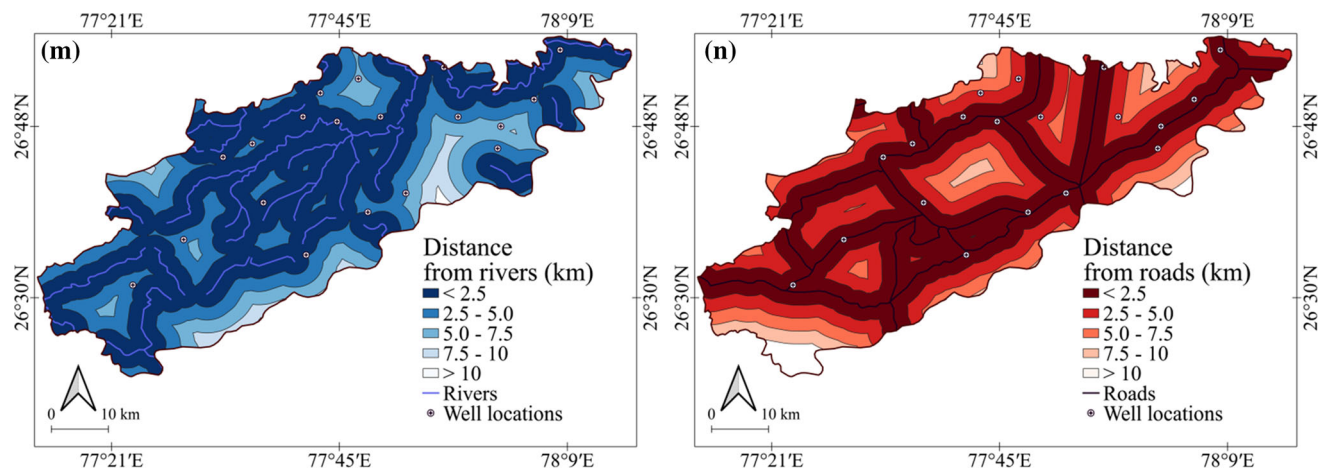 77°21′E 77°45′E 78°9′E
(m)
26°48′N 26°48′N
26°30′N 26°30′N
Distance
from rivers (km)
< 2.5
2.5 - 5.0
5.0 - 7.5
7.5 - 10
> 10
Rivers
Well locations
0 10 km
77°21′E 77°45′E 78°9′E
77°21′E 77°45′E 78°9′E
(n)
26°48′N 26°48′N
26°30′N 26°30′N
Distance
from roads (km)
< 2.5
2.5 - 5.0
5.0 - 7.5
7.5 - 10
> 10
Roads
Well locations
0 10 km
77°21′E 77°45′E 78°9′E